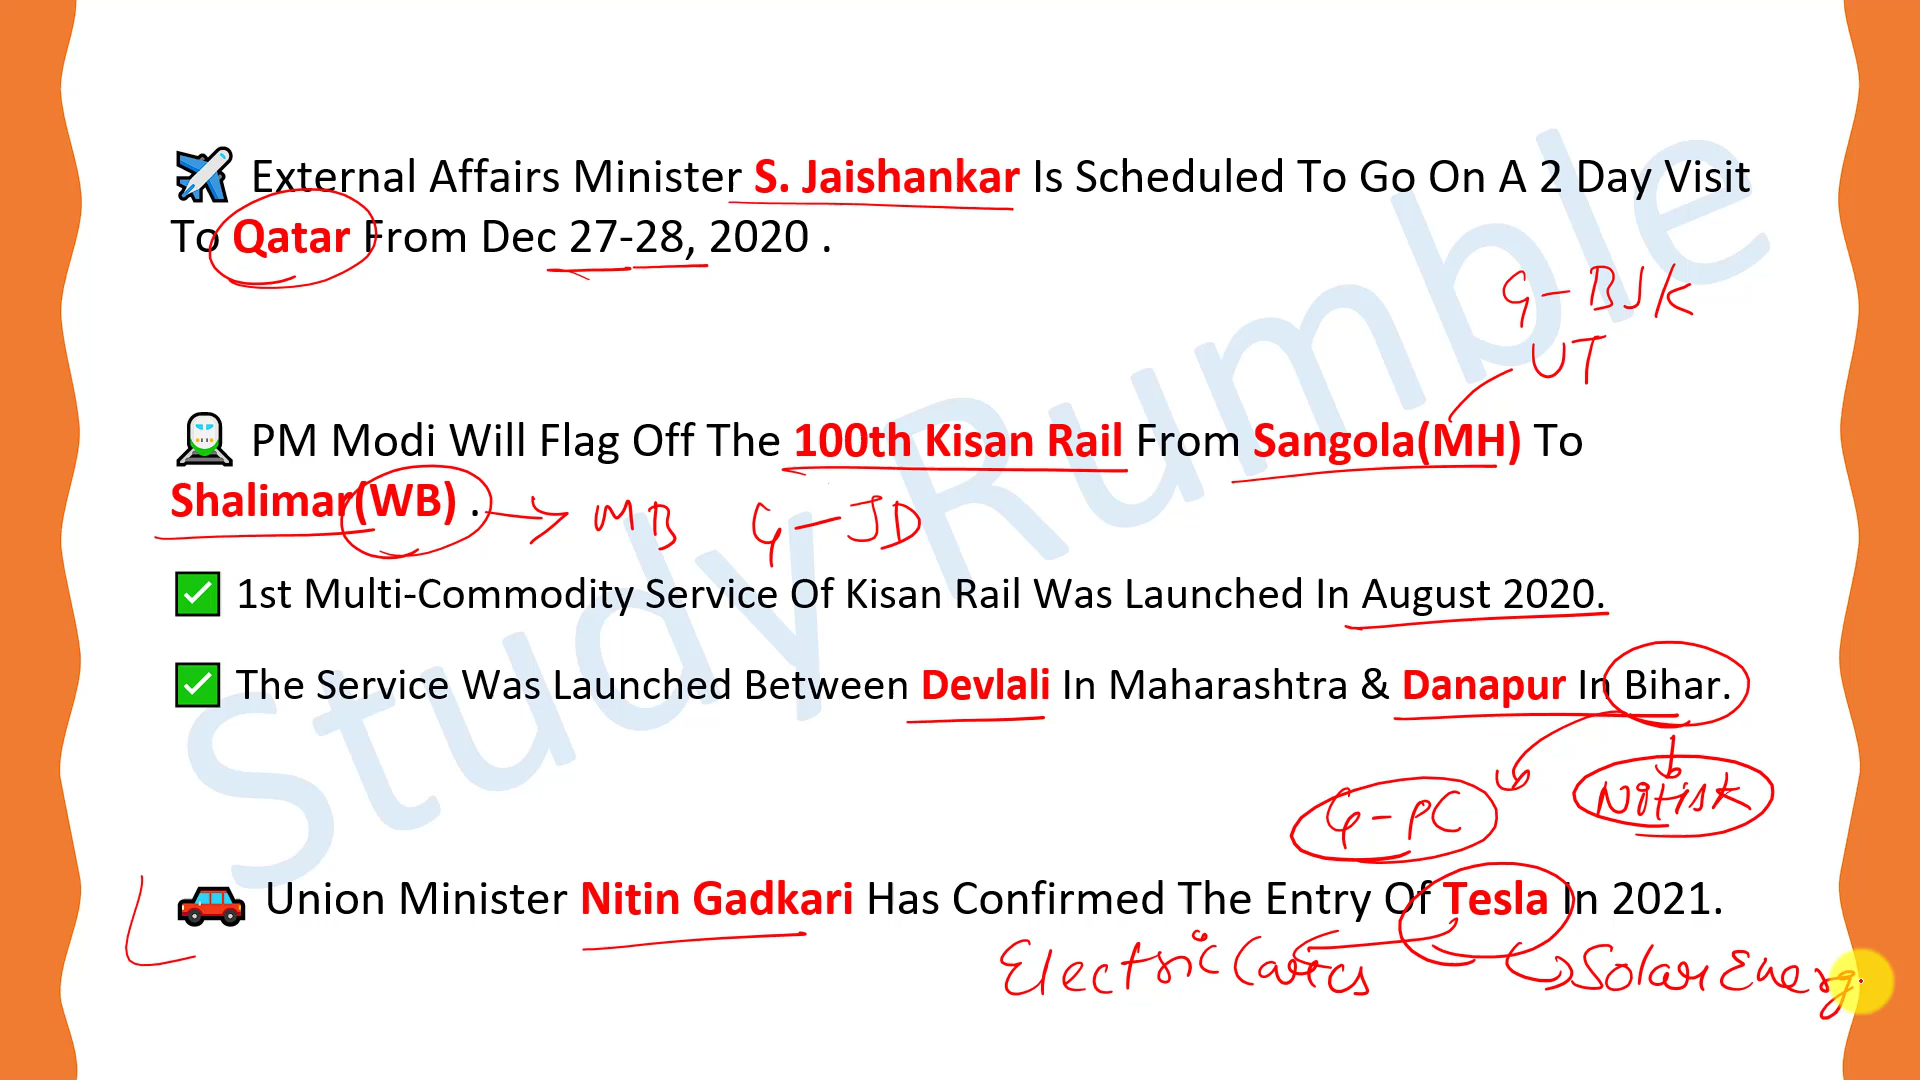 External Affairs Minister S. Jaishankar Is Scheduled To Go On A 2 Day Visit
To Qatar From Dec 27-28, 2020 .
G-BSK
UT
PM Modi Will Flag Off The 100th Kisan Rail From Sangola(MH) To
Shalimar(WB) . → MB G-JD
✅ 1st Multi-Commodity Service Of Kisan Rail Was Launched In August 2020.
✅ The Service Was Launched Between Devlali In Maharashtra & Danapur In Bihar.
G-PC Nitish K
Union Minister Nitin Gadkari Has Confirmed The Entry Of Tesla In 2021.
Electric Cars Solar Energy
Study Rumble